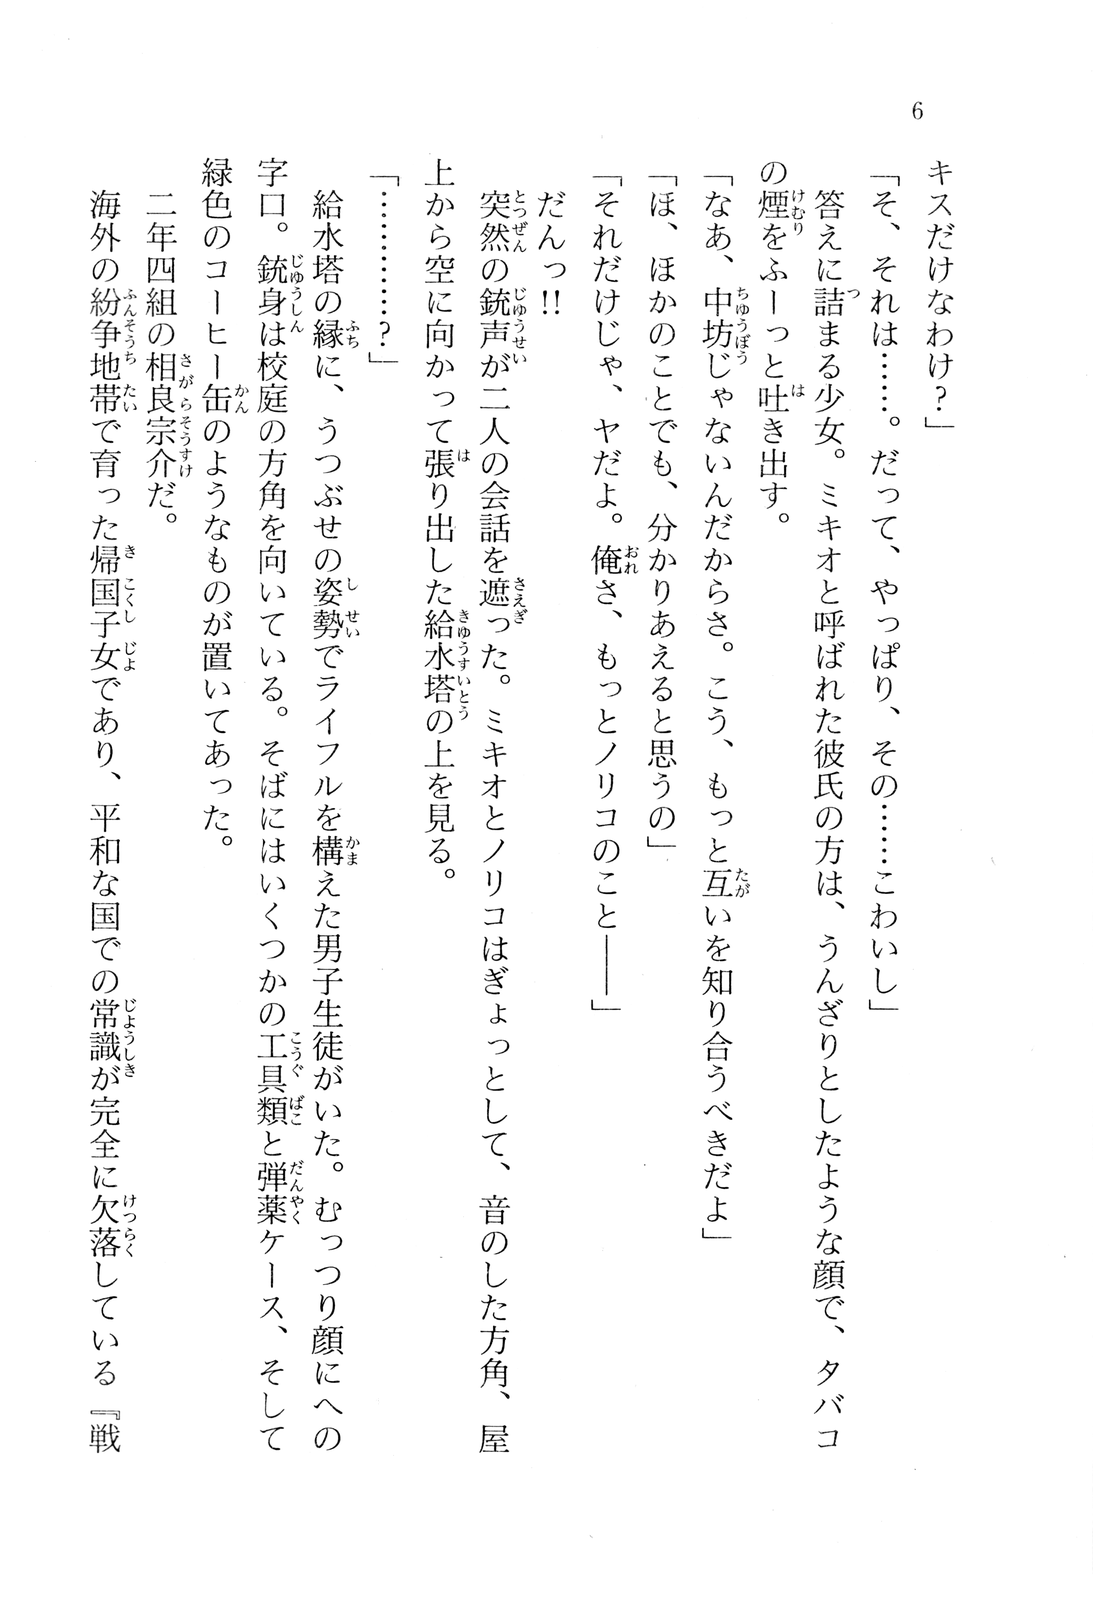 6
キスだけなわけ？」
「そ、それは……。だって、やっぱり、その……こわいし」
答えに詰まる少女。ミキオと呼ばれた彼氏の方は、うんざりとしたような顔で、タバコ
の煙をふーっと吐き出す。
「なあ、中坊じゃないんだからさ。こう、もっと互いを知り合うべきだよ」
「ほ、ほかのことでも、分かりあえると思うの」
「それだけじゃ、ヤだよ。俺さ、もっとノリコのこと――」
だんっ!!
突然の銃声が二人の会話を遮った。ミキオとノリコはぎょっとして、音のした方角、屋
上から空に向かって張り出した給水塔の上を見る。
「…………？」
給水塔の縁に、うつぶせの姿勢でライフルを構えた男子生徒がいた。むっつり顔にへの
字口。銃身は校庭の方角を向いている。そばにはいくつかの工具類と弾薬ケース、そして
緑色のコーヒー缶のようなものが置いてあった。
二年四組の相良宗介だ。
海外の紛争地帯で育った帰国子女であり、平和な国での常識が完全に欠落している『戦